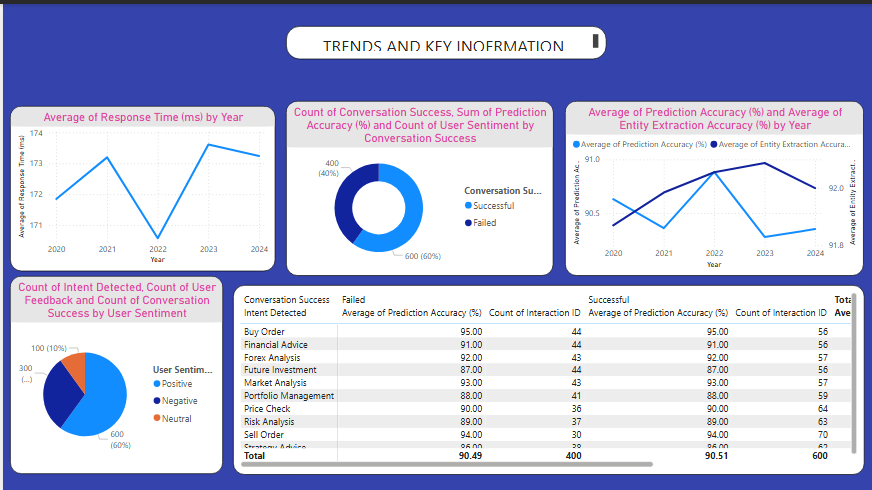 TRENDS AND KEY INOFRMATION
Average of Response Time (ms) by Year
Average of Response Time (ms)
174
173
172
171
2020 2021 2022 2023 2024
Year
Count of Conversation Success, Sum of Prediction
Accuracy (%) and Count of User Sentiment by
Conversation Success
400
(40%)
600 (60%)
Conversation Su...
Successful
Failed
Average of Prediction Accuracy (%) and Average of
Entity Extraction Accuracy (%) by Year
Average of Prediction Accuracy (%) Average of Entity Extraction Accura...
Average of Prediction Ac...
91.0
90.5
92.0
91.8
Average of Entity Extract...
2020 2021 2022 2023 2024
Year
Count of Intent Detected, Count of User
Feedback and Count of Conversation
Success by User Sentiment
100 (10%)
300
(...)
600
(60%)
User Sentim...
Positive
Negative
Neutral
Conversation Success Failed Successful Tota
Intent Detected Average of Prediction Accuracy (%) Count of Interaction ID Average of Prediction Accuracy (%) Count of Interaction ID Ave
Buy Order 95.00 44 95.00 56
Financial Advice 91.00 44 91.00 56
Forex Analysis 92.00 43 92.00 57
Future Investment 87.00 44 87.00 56
Market Analysis 93.00 43 93.00 57
Portfolio Management 88.00 41 88.00 59
Price Check 90.00 36 90.00 64
Risk Analysis 89.00 37 89.00 63
Sell Order 94.00 30 94.00 70
Strategy Advice 86.00 38 86.00 62
Total 90.49 400 90.51 600